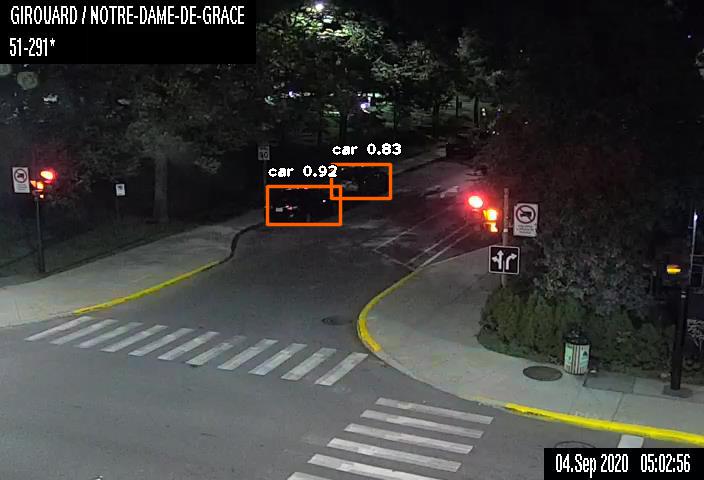 GIROUARD / NOTRE-DAME-DE-GRACE
51-291*
car 0.83
car 0.92
04.Sep 2020 05:02:56